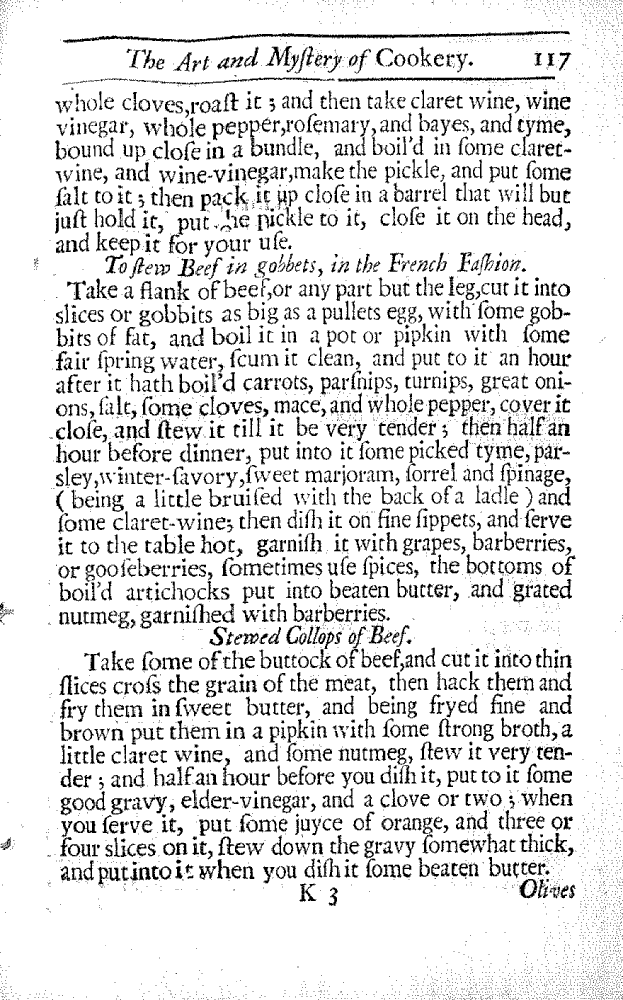 The Art and Myſtery of Cookery. 117
whole cloves,roaſt it ; and then take claret wine, wine
vinegar, whole pepper,roſemary,and bayes, and tyme,
bound up cloſe in a bundle, and boil'd in ſome claret-
wine, and wine-vinegar,make the pickle, and put ſome
ſalt to it ; then pack it up cloſe in a barrel that will but
juſt hold it, put he pickle to it, cloſe it on the head,
and keep it for your uſe.
To ſtew Beef in gobbets, in the French Faſhion.
Take a flank of beef,or any part but the leg,cut it into
slices or gobbits as big as a pullets egg, with ſome gob-
bits of fat, and boil it in a pot or pipkin with ſome
fair ſpring water, ſcum it clean, and put to it an hour
after it hath boil'd carrots, parſnips, turnips, great oni-
ons, ſalt, ſome cloves, mace, and whole pepper, cover it
cloſe, and ſtew it till it be very tender ; then half an
hour before dinner, put into it ſome picked tyme, par-
sley,winter-ſavory,ſweet marjoram, ſorrel and ſpinage,
( being a little bruiſed with the back of a ladle ) and
ſome claret-wine; then diſh it on fine ſippets, and ſerve
it to the table hot, garniſh it with grapes, barberries,
or gooſeberries, ſometimes uſe ſpices, the bottoms of
boil'd artichocks put into beaten butter, and grated
nutmeg, garniſhed with barberries.
Stewed Collops of Beef.
Take ſome of the buttock of beef,and cut it into thin
ſlices croſs the grain of the meat, then hack them and
fry them in ſweet butter, and being fryed fine and
brown put them in a pipkin with ſome ſtrong broth, a
little claret wine, and ſome nutmeg, ſtew it very ten-
der ; and half an hour before you diſh it, put to it ſome
good gravy, elder-vinegar, and a clove or two ; when
you ſerve it, put ſome juyce of orange, and three or
four slices on it, ſtew down the gravy ſomewhat thick,
and put into it when you diſh it ſome beaten butter.
K 3 Olives